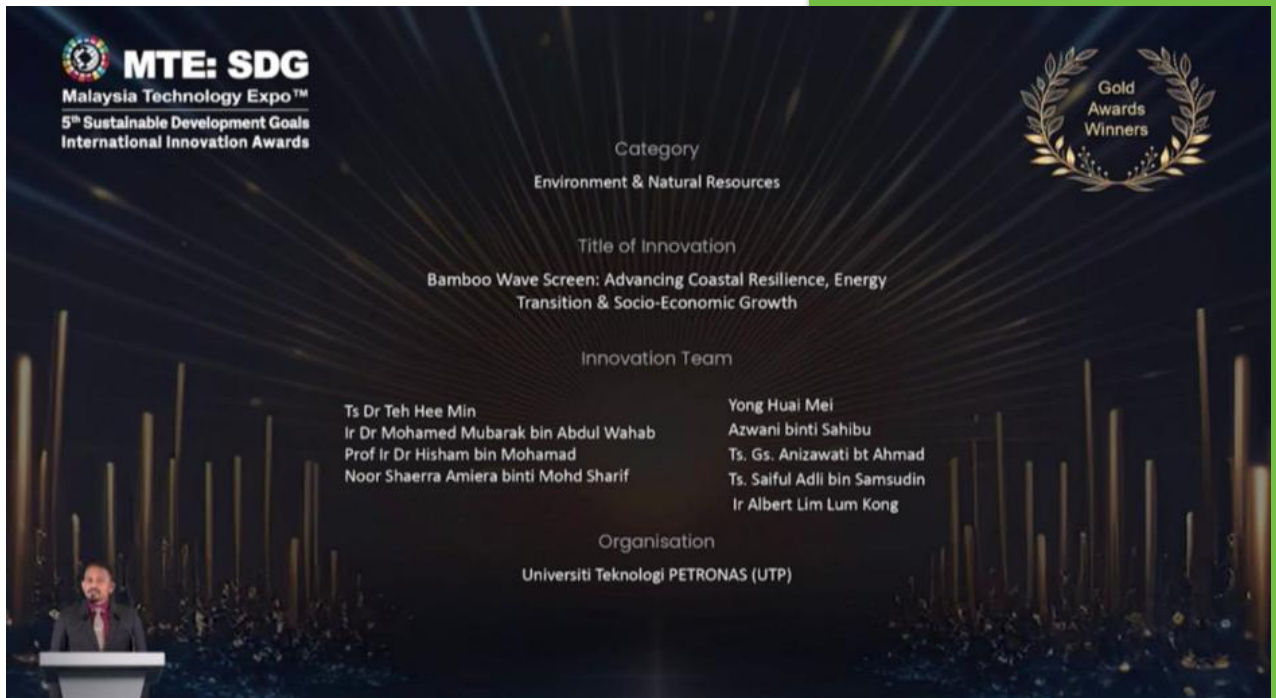 MTE: SDG
Malaysia Technology Expo™
5th Sustainable Development Goals
International Innovation Awards
Gold
Awards
Winners
Category
Environment & Natural Resources
Title of Innovation
Bamboo Wave Screen: Advancing Coastal Resilience, Energy
Transition & Socio-Economic Growth
Innovation Team
Ts Dr Teh Hee Min
Ir Dr Mohamed Mubarak bin Abdul Wahab
Prof Ir Dr Hisham bin Mohamad
Noor Shaerra Amiera binti Mohd Sharif
Yong Huai Mei
Azwani binti Sahibu
Ts. Gs. Anizawati bt Ahmad
Ts. Saiful Adli bin Samsudin
Ir Albert Lim Lum Kong
Organisation
Universiti Teknologi PETRONAS (UTP)